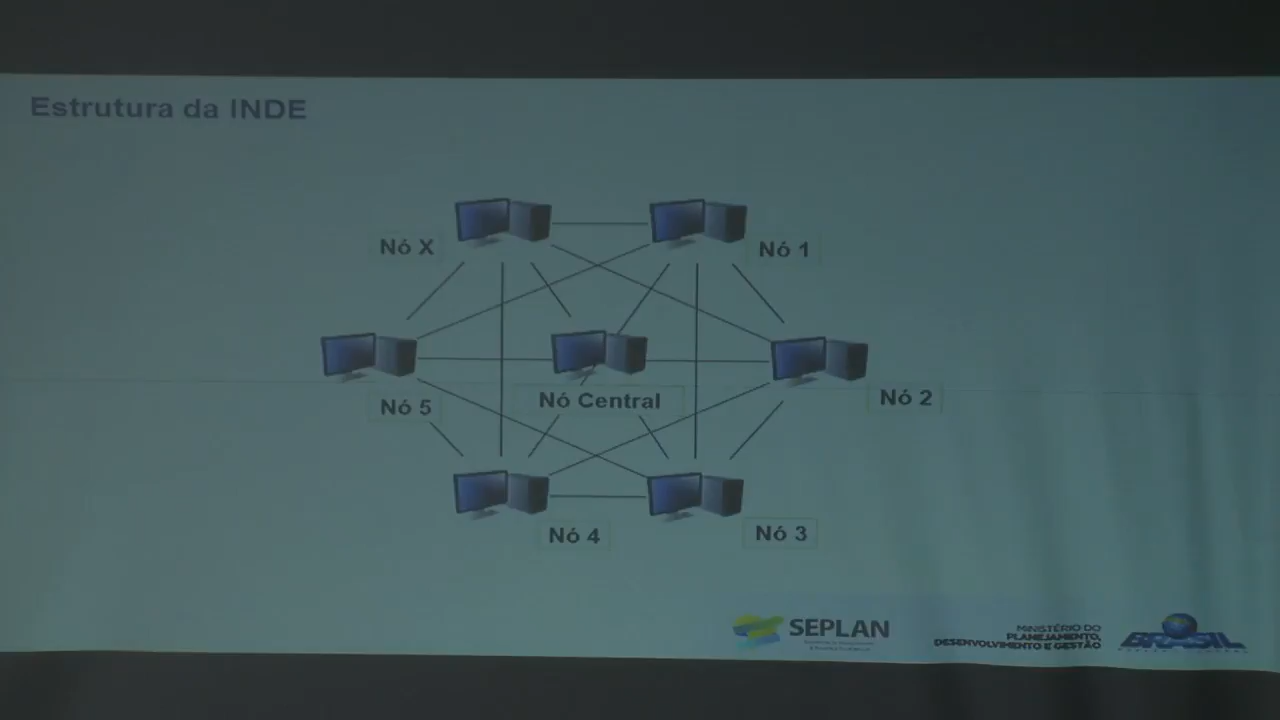 Estrutura da INDE
Nó X
Nó 1
Nó 5
Nó Central
Nó 2
Nó 4
Nó 3
SEPLAN
MINISTÉRIO DO
PLANEJAMENTO,
DESENVOLVIMENTO E GESTÃO
BRASIL